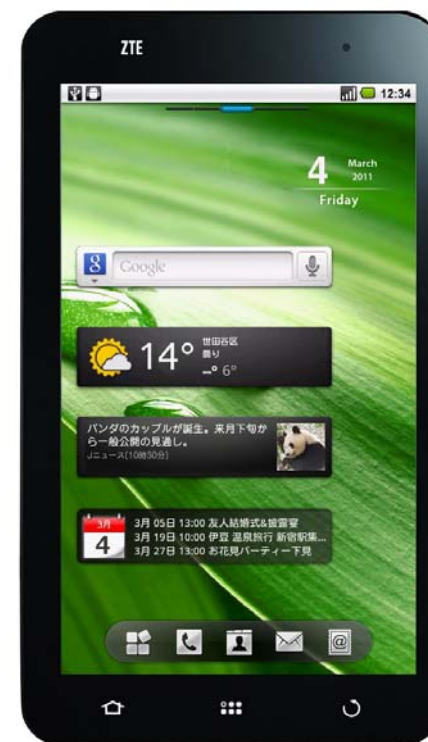 ZTE
12:34
4
March
2011
Friday
8 Google
14°
世田谷区
曇り
--° 6°
パンダのカップルが誕生。来月下旬か
ら一般公開の見通し。
Jニュース(10時30分)
3月
4
3月 05日 13:00 友人結婚式&披露宴
3月 19日 10:00 伊豆 温泉旅行 新宿駅集...
3月 27日 13:00 お花見パーティー下見
@